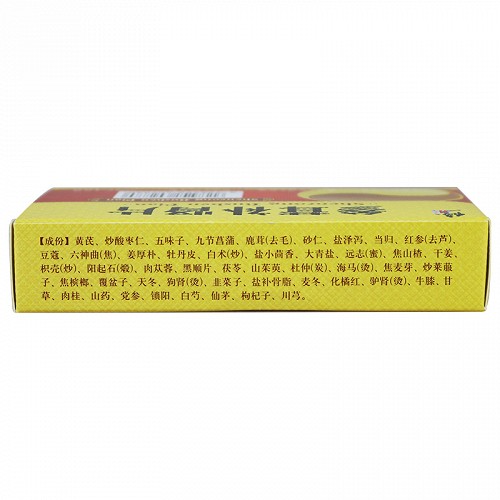 参茸补肾片
【成份】黄芪、炒酸枣仁、五味子、九节菖蒲、鹿茸(去毛)、砂仁、盐泽泻、当归、红参(去芦)、
豆蔻、六神曲(焦)、姜厚朴、牡丹皮、白术(炒)、盐小茴香、大青盐、远志(蜜)、焦山楂、干姜、
枳壳(炒)、阳起石(煅)、肉苁蓉、黑顺片、茯苓、山茱萸、杜仲(炭)、海马(烫)、焦麦芽、炒莱菔
子、焦槟榔、覆盆子、天冬、狗肾(烫)、韭菜子、盐补骨脂、麦冬、化橘红、驴肾(烫)、牛膝、甘
草、肉桂、山药、党参、锁阳、白芍、仙茅、枸杞子、川芎。